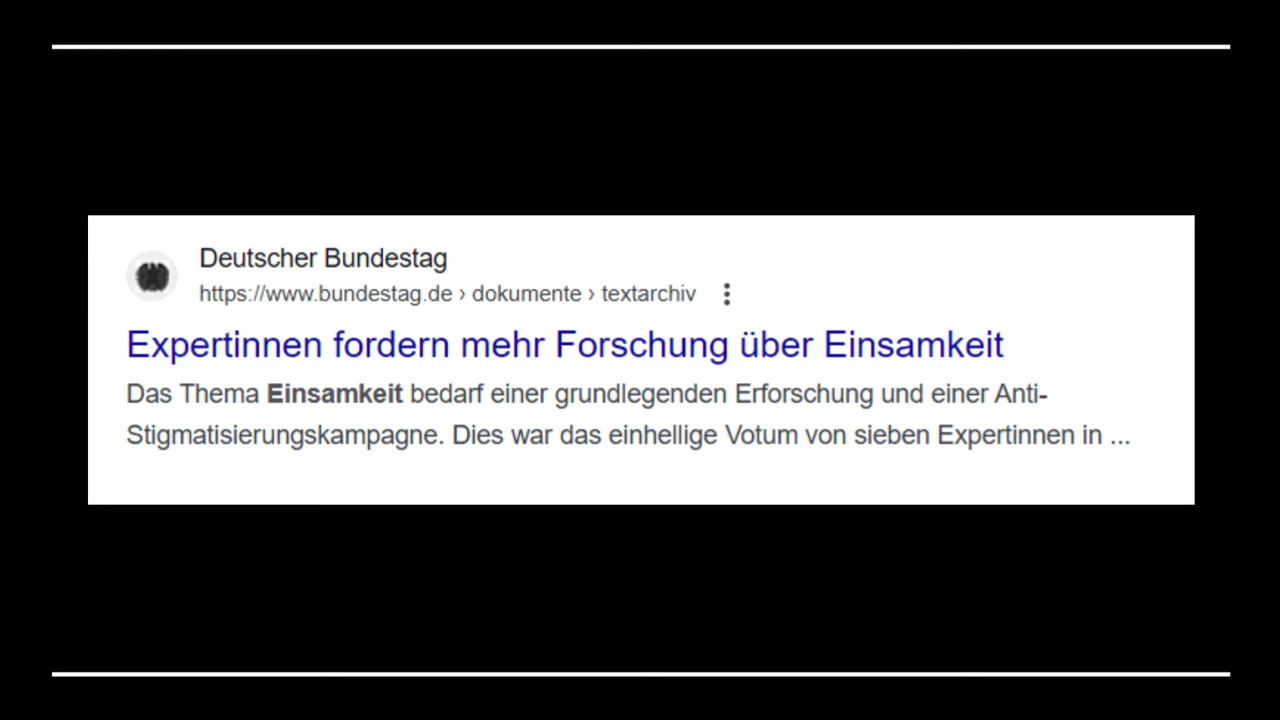 Deutscher Bundestag
https://www.bundestag.de › dokumente › textarchiv
Expertinnen fordern mehr Forschung über Einsamkeit
Das Thema Einsamkeit bedarf einer grundlegenden Erforschung und einer Anti-
Stigmatisierungskampagne. Dies war das einhellige Votum von sieben Expertinnen in ...